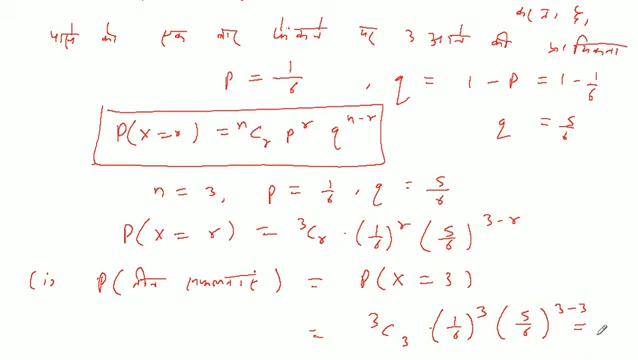 पासे को एक बार फेंकने पर 3 आने की प्रायिकता
P = 1/6 , q = 1 - P = 1 - 1/6
q = 5/6
P(X=r) = ⁿCᵣ pʳ qⁿ⁻ʳ
n = 3, P = 1/6, q = 5/6
P(X = r) = ³Cᵣ · (1/6)ʳ (5/6)³⁻ʳ
(i) P(तीन सफलताएं) = P(X = 3)
= ³C₃ · (1/6)³ (5/6)³⁻³ =